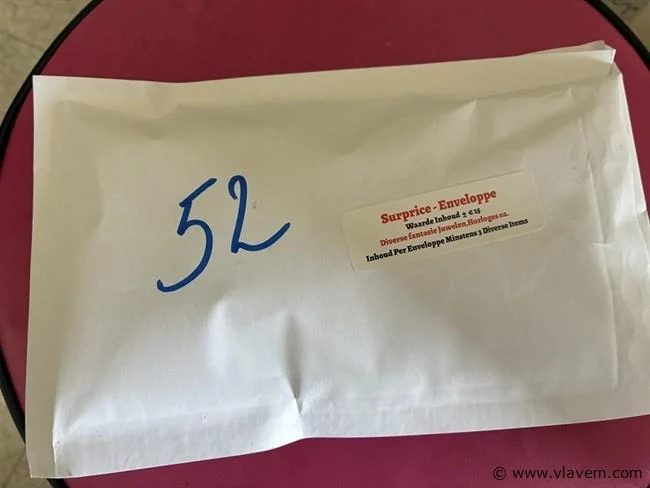 52
Surprice - Enveloppe
Waarde Inhoud ± € 15
Diverse fantasie Juwelen,Horloges ea.
Inhoud Per Enveloppe Minstens 3 Diverse Items
© www.vlavem.com